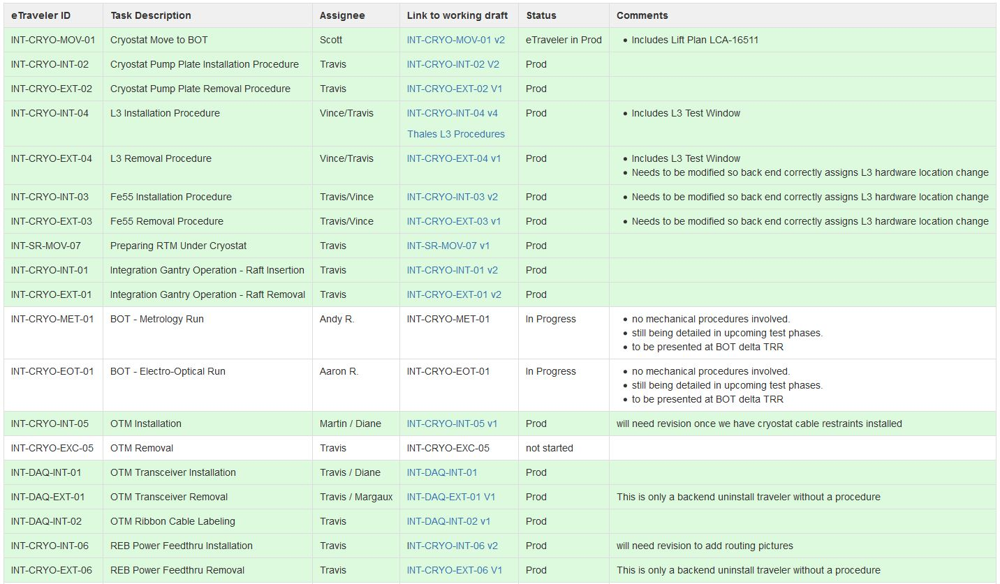 eTraveler ID Task Description Assignee Link to working draft Status Comments
INT-CRYO-MOV-01 Cryostat Move to BOT Scott INT-CRYO-MOV-01 v2 eTraveler in Prod • Includes Lift Plan LCA-16511
INT-CRYO-INT-02 Cryostat Pump Plate Installation Procedure Travis INT-CRYO-INT-02 V2 Prod
INT-CRYO-EXT-02 Cryostat Pump Plate Removal Procedure Travis INT-CRYO-EXT-02 V1 Prod
INT-CRYO-INT-04 L3 Installation Procedure Vince/Travis INT-CRYO-INT-04 v4 Prod • Includes L3 Test Window
Thales L3 Procedures
INT-CRYO-EXT-04 L3 Removal Procedure Vince/Travis INT-CRYO-EXT-04 v1 Prod • Includes L3 Test Window
• Needs to be modified so back end correctly assigns L3 hardware location change
INT-CRYO-INT-03 Fe55 Installation Procedure Travis/Vince INT-CRYO-INT-03 v2 Prod • Needs to be modified so back end correctly assigns L3 hardware location change
INT-CRYO-EXT-03 Fe55 Removal Procedure Travis/Vince INT-CRYO-EXT-03 v1 Prod • Needs to be modified so back end correctly assigns L3 hardware location change
INT-SR-MOV-07 Preparing RTM Under Cryostat Travis INT-SR-MOV-07 v1 Prod
INT-CRYO-INT-01 Integration Gantry Operation - Raft Insertion Travis INT-CRYO-INT-01 v2 Prod
INT-CRYO-EXT-01 Integration Gantry Operation - Raft Removal Travis INT-CRYO-EXT-01 v2 Prod
INT-CRYO-MET-01 BOT - Metrology Run Andy R. INT-CRYO-MET-01 In Progress • no mechanical procedures involved.
• still being detailed in upcoming test phases.
• to be presented at BOT delta TRR
INT-CRYO-EOT-01 BOT - Electro-Optical Run Aaron R. INT-CRYO-EOT-01 In Progress • no mechanical procedures involved.
• still being detailed in upcoming test phases.
• to be presented at BOT delta TRR
INT-CRYO-INT-05 OTM Installation Martin / Diane INT-CRYO-INT-05 v1 Prod will need revision once we have cryostat cable restraints installed
INT-CRYO-EXC-05 OTM Removal Travis INT-CRYO-EXC-05 not started
INT-DAQ-INT-01 OTM Transceiver Installation Travis / Diane INT-DAQ-INT-01 Prod
INT-DAQ-EXT-01 OTM Transceiver Removal Travis / Margaux INT-DAQ-EXT-01 V1 Prod This is only a backend uninstall traveler without a procedure
INT-DAQ-INT-02 OTM Ribbon Cable Labeling Travis INT-DAQ-INT-02 v1 Prod
INT-CRYO-INT-06 REB Power Feedthru Installation Travis INT-CRYO-INT-06 v2 Prod will need revision to add routing pictures
INT-CRYO-EXT-06 REB Power Feedthru Removal Travis INT-CRYO-EXT-06 V1 Prod This is only a backend uninstall traveler without a procedure